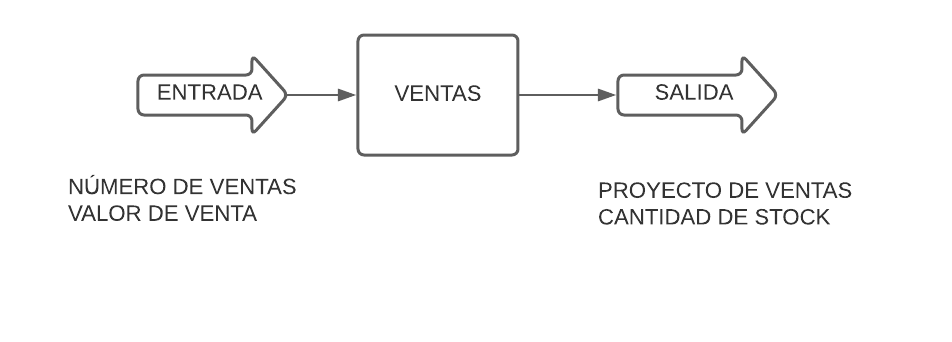 ENTRADA
VENTAS
SALIDA
NÚMERO DE VENTAS
VALOR DE VENTA
PROYECTO DE VENTAS
CANTIDAD DE STOCK